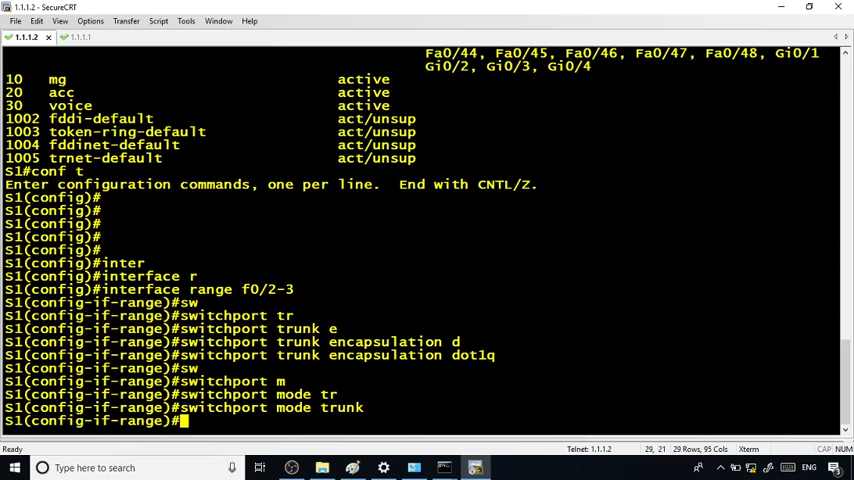 1.1.1.2 - SecureCRT
File Edit View Options Transfer Script Tools Window Help
1.1.1.2 1.1.1.1
Fa0/44, Fa0/45, Fa0/46, Fa0/47, Fa0/48, Gi0/1
Gi0/2, Gi0/3, Gi0/4
10 mg active
20 acc active
30 voice active
1002 fddi-default act/unsup
1003 token-ring-default act/unsup
1004 fddinet-default act/unsup
1005 trnet-default act/unsup
S1#conf t
Enter configuration commands, one per line. End with CNTL/Z.
S1(config)#
S1(config)#
S1(config)#
S1(config)#
S1(config)#
S1(config)#inter
S1(config)#interface r
S1(config)#interface range f0/2-3
S1(config-if-range)#sw
S1(config-if-range)#switchport tr
S1(config-if-range)#switchport trunk e
S1(config-if-range)#switchport trunk encapsulation d
S1(config-if-range)#switchport trunk encapsulation dot1q
S1(config-if-range)#sw
S1(config-if-range)#switchport m
S1(config-if-range)#switchport mode tr
S1(config-if-range)#switchport mode trunk
S1(config-if-range)#
Telnet: 1.1.1.2 29, 21 29 Rows, 95 Cols Xterm CAP NUM
Type here to search ENG 3